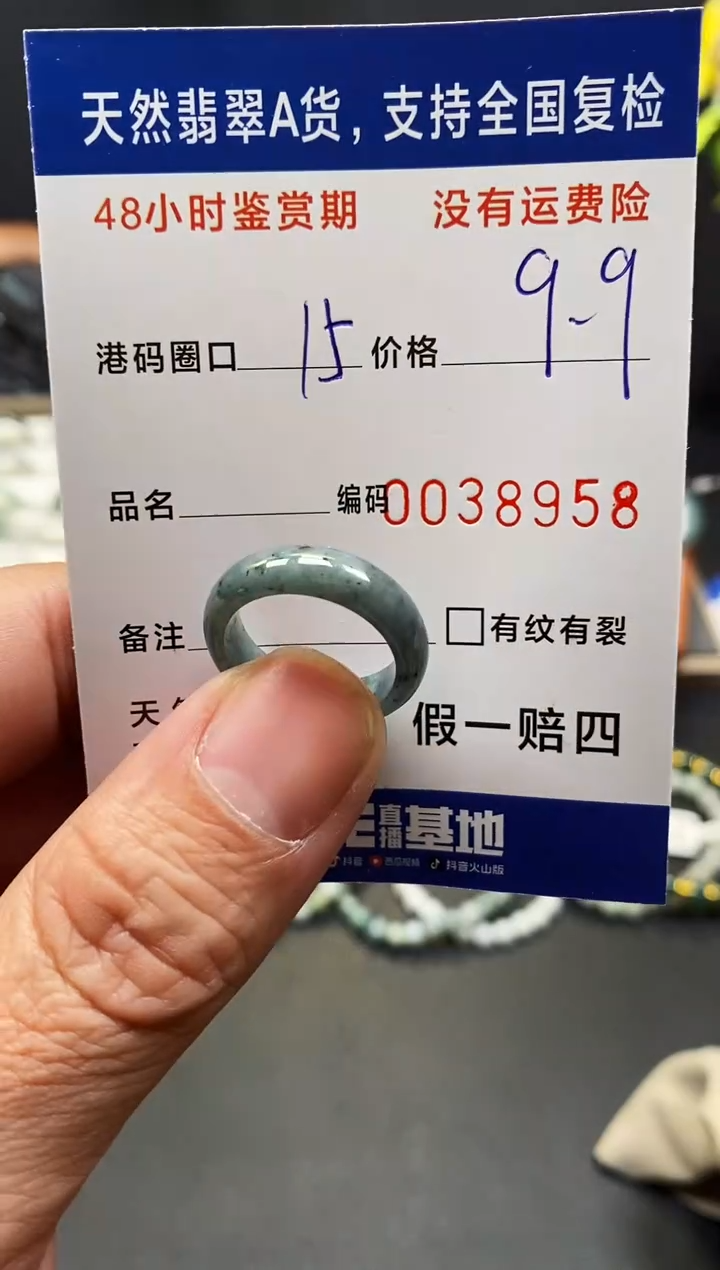 天然翡翠A货，支持全国复检
48小时鉴赏期 没有运费险
港码圈口 15 价格 9-9
品名 编码 0038958
备注 有纹有裂
天 假一赔四
直播基地
抖音 西瓜视频 抖音火山版